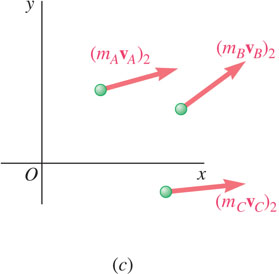 y
(m_A v_A)_2
(m_B v_B)_2
O
x
(m_C v_C)_2
(c)